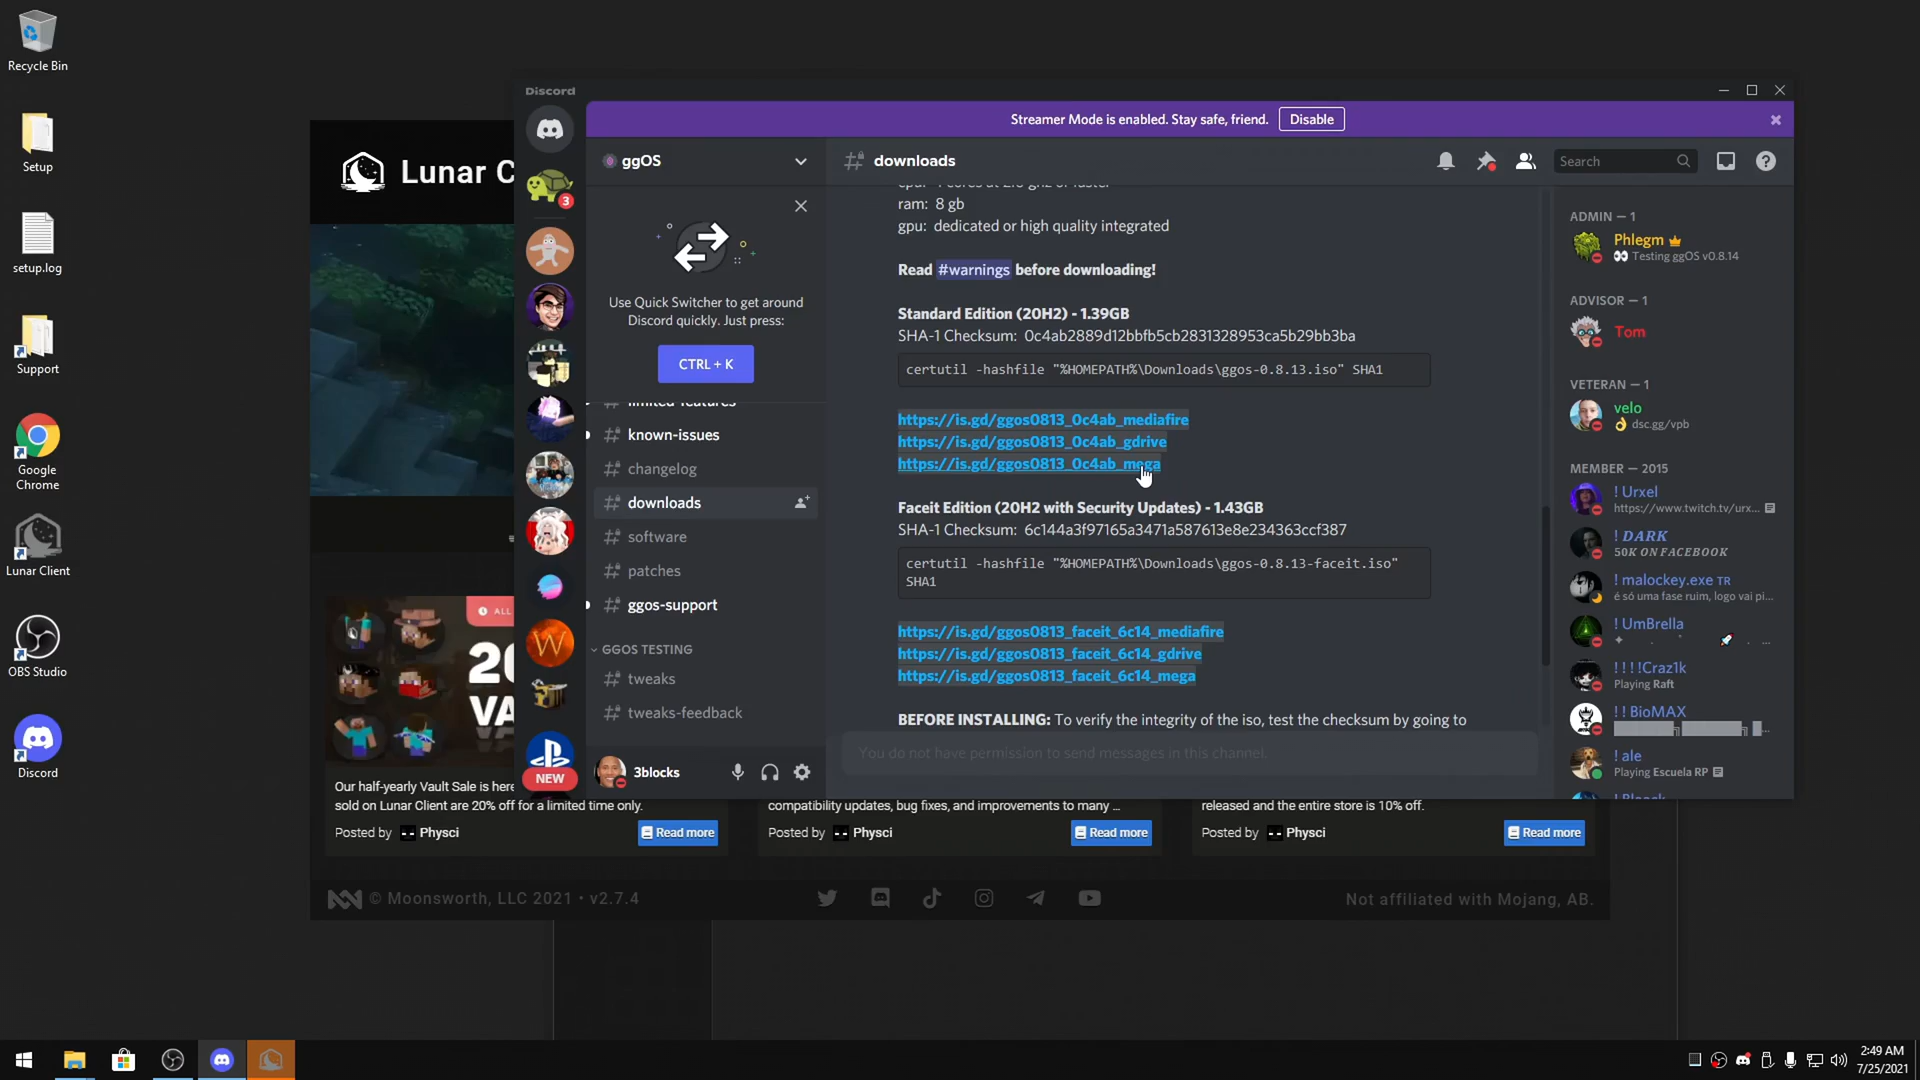 Recycle Bin
Setup
setup.log
Support
Google
Chrome
Lunar Client
OBS Studio
Discord
Lunar C
Discord
Streamer Mode is enabled. Stay safe, friend.
Disable
3
NEW
ggOS
Use Quick Switcher to get around
Discord quickly. Just press:
CTRL + K
limited-features
known-issues
changelog
downloads
software
patches
ggos-support
GGOS TESTING
tweaks
tweaks-feedback
3blocks
downloads
Search
ram: 8 gb
gpu: dedicated or high quality integrated
Read #warnings before downloading!
Standard Edition (20H2) - 1.39GB
SHA-1 Checksum: 0c4ab2889d12bbfb5cb2831328953ca5b29bb3ba
certutil -hashfile "%HOMEPATH%\Downloads\ggos-0.8.13.iso" SHA1
https://is.gd/ggos0813_0c4ab_mediafire
https://is.gd/ggos0813_0c4ab_gdrive
https://is.gd/ggos0813_0c4ab_mega
Faceit Edition (20H2 with Security Updates) - 1.43GB
SHA-1 Checksum: 6c144a3f97165a3471a587613e8e234363ccf387
certutil -hashfile "%HOMEPATH%\Downloads\ggos-0.8.13-faceit.iso"
SHA1
https://is.gd/ggos0813_faceit_6c14_mediafire
https://is.gd/ggos0813_faceit_6c14_gdrive
https://is.gd/ggos0813_faceit_6c14_mega
BEFORE INSTALLING: To verify the integrity of the iso, test the checksum by going to
You do not have permission to send messages in this channel.
ADMIN — 1
Phlegm
Testing ggOS v0.8.14
ADVISOR — 1
Tom
VETERAN — 1
velo
dsc.gg/vpb
MEMBER — 2015
! Urxel
https://www.twitch.tv/urx...
! DARK
50K ON FACEBOOK
! malockey.exe TR
é só uma fase ruim, logo vai pi...
! UmBrella
! ! ! !Craz1k
Playing Raft
! ! BioMAX
! ale
Playing Escuela RP
ALL
20
VA
Our half-yearly Vault Sale is here
sold on Lunar Client are 20% off for a limited time only.
Posted by Physci
Read more
compatibility updates, bug fixes, and improvements to many ...
Posted by Physci
Read more
released and the entire store is 10% off.
Posted by Physci
Read more
© Moonsworth, LLC 2021 • v2.7.4
Not affiliated with Mojang, AB.
2:49 AM
7/25/2021